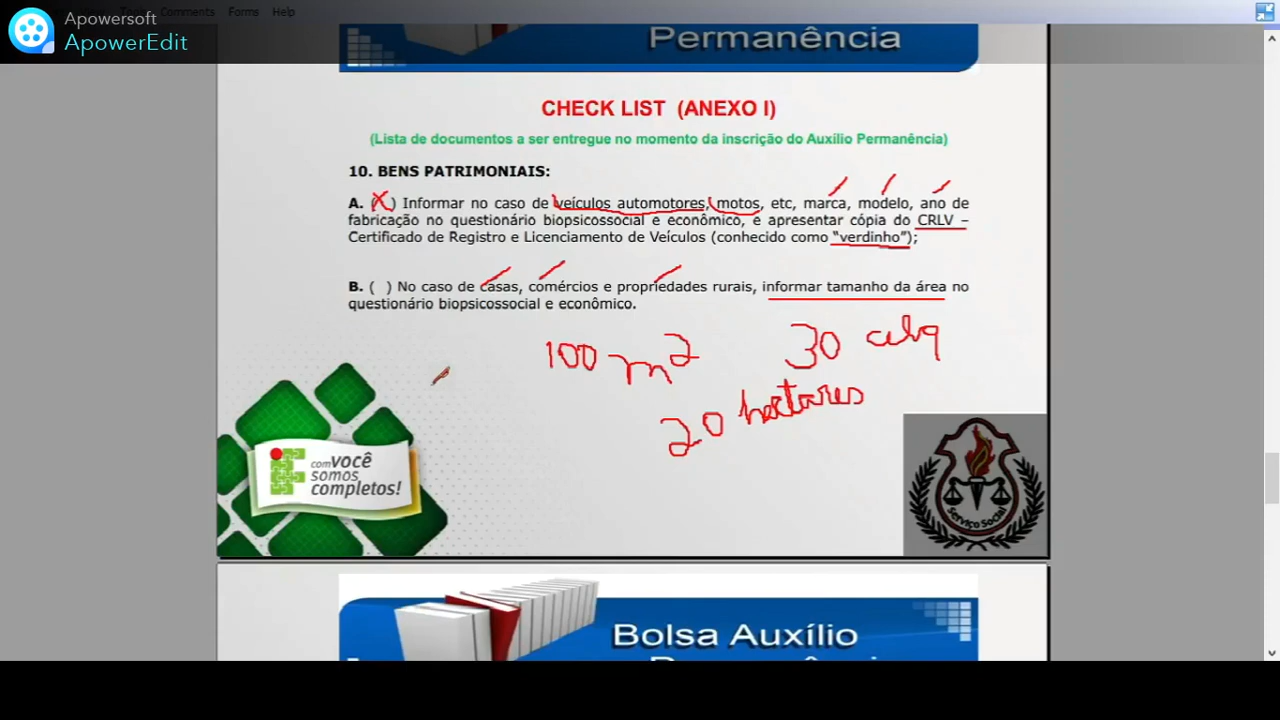 Comments Forms Help
Apowersoft
ApowerEdit
Permanência
CHECK LIST (ANEXO I)
(Lista de documentos a ser entregue no momento da inscrição do Auxílio Permanência)
10. BENS PATRIMONIAIS:
A. (X) Informar no caso de veículos automotores, motos, etc, marca, modelo, ano de
fabricação no questionário biopsicossocial e econômico, e apresentar cópia do CRLV –
Certificado de Registro e Licenciamento de Veículos (conhecido como “verdinho”);
B. ( ) No caso de casas, comércios e propriedades rurais, informar tamanho da área no
questionário biopsicossocial e econômico.
100 m2 30
20 hectares
com você
somos
completos!
Serviço Social
Bolsa Auxílio